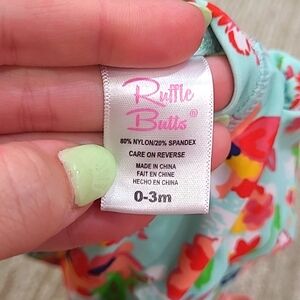 Ruffle
Butts®
80% NYLON/20% SPANDEX
CARE ON REVERSE
MADE IN CHINA
FAIT EN CHINE
HECHO EN CHINA
0-3m